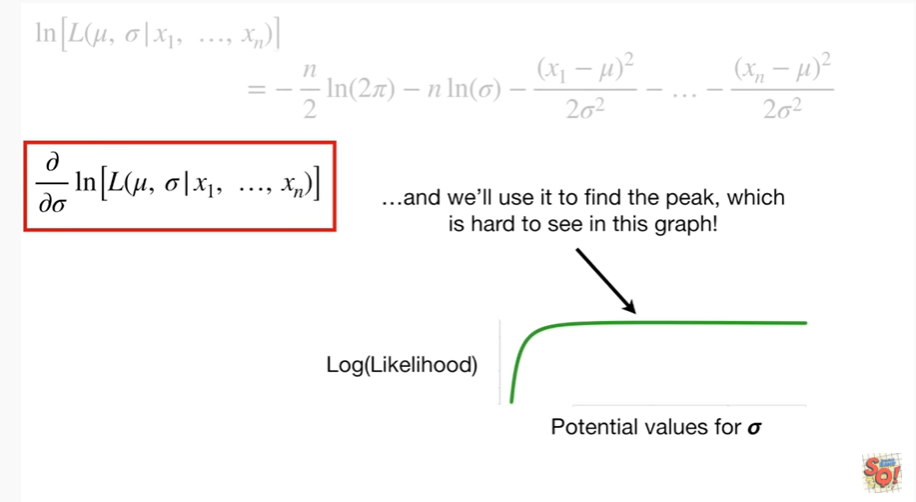 ln[L(μ, σ|x₁, …, xₙ)]
= − n/2 ln(2π) − n ln(σ) − (x₁ − μ)²/2σ² − … − (xₙ − μ)²/2σ²
∂/∂σ ln[L(μ, σ|x₁, …, xₙ)]
…and we’ll use it to find the peak, which
is hard to see in this graph!
Log(Likelihood)
Potential values for σ
SQ!